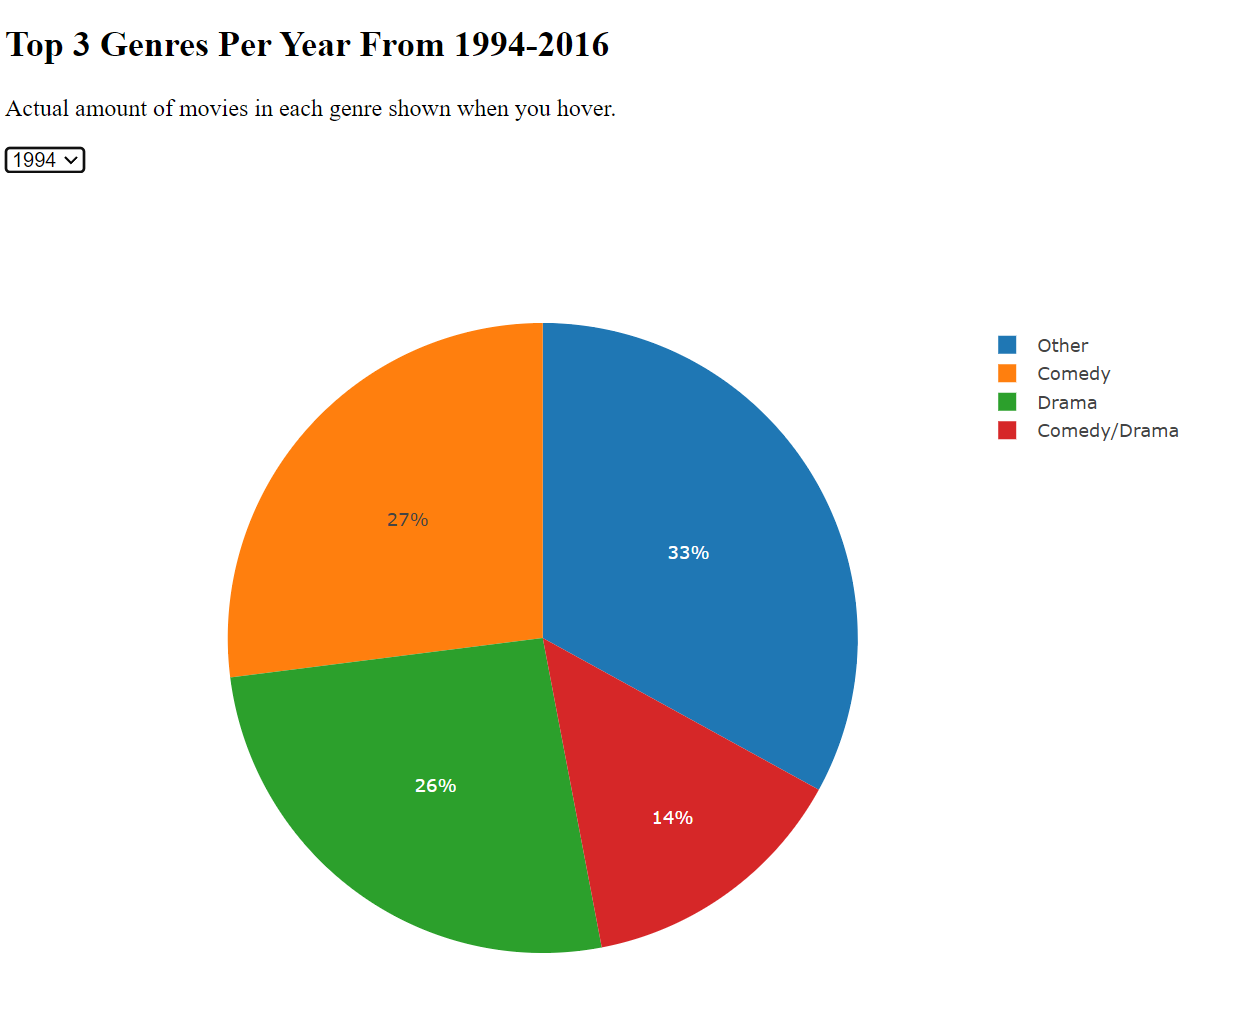 Top 3 Genres Per Year From 1994-2016
Actual amount of movies in each genre shown when you hover.
1994
Other
Comedy
Drama
Comedy/Drama
27%
33%
26%
14%